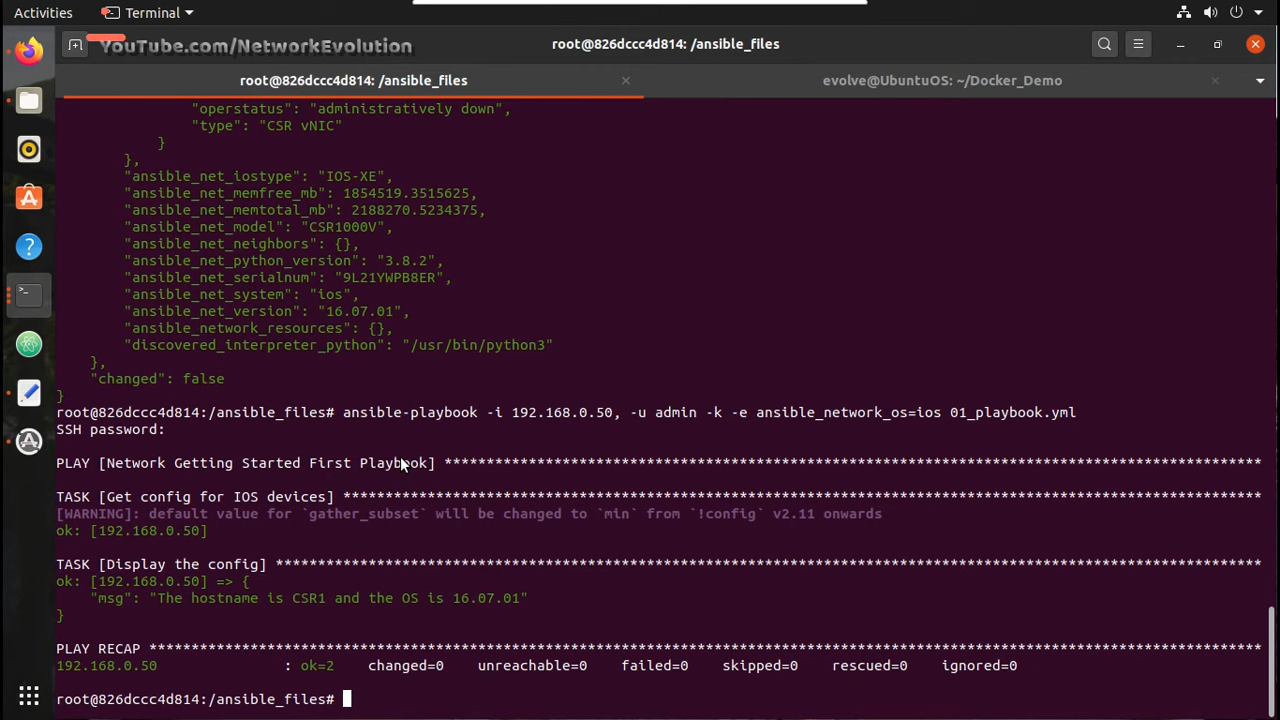 Activities
Terminal
YouTube.com/NetworkEvolution
root@826dccc4d814: /ansible_files
root@826dccc4d814: /ansible_files
evolve@UbuntuOS: ~/Docker_Demo
"operstatus": "administratively down",
"type": "CSR vNIC"
}
},
"ansible_net_iostype": "IOS-XE",
"ansible_net_memfree_mb": 1854519.3515625,
"ansible_net_memtotal_mb": 2188270.5234375,
"ansible_net_model": "CSR1000V",
"ansible_net_neighbors": {},
"ansible_net_python_version": "3.8.2",
"ansible_net_serialnum": "9L21YWPB8ER",
"ansible_net_system": "ios",
"ansible_net_version": "16.07.01",
"ansible_network_resources": {},
"discovered_interpreter_python": "/usr/bin/python3"
},
"changed": false
}
root@826dccc4d814:/ansible_files# ansible-playbook -i 192.168.0.50, -u admin -k -e ansible_network_os=ios 01_playbook.yml
SSH password:
PLAY [Network Getting Started First Playbook] *************************************************************************************************
TASK [Get config for IOS devices] *************************************************************************************************************
[WARNING]: default value for `gather_subset` will be changed to `min` from `!config` v2.11 onwards
ok: [192.168.0.50]
TASK [Display the config] *********************************************************************************************************************
ok: [192.168.0.50] => {
"msg": "The hostname is CSR1 and the OS is 16.07.01"
}
PLAY RECAP ************************************************************************************************************************************
192.168.0.50 : ok=2 changed=0 unreachable=0 failed=0 skipped=0 rescued=0 ignored=0
root@826dccc4d814:/ansible_files#